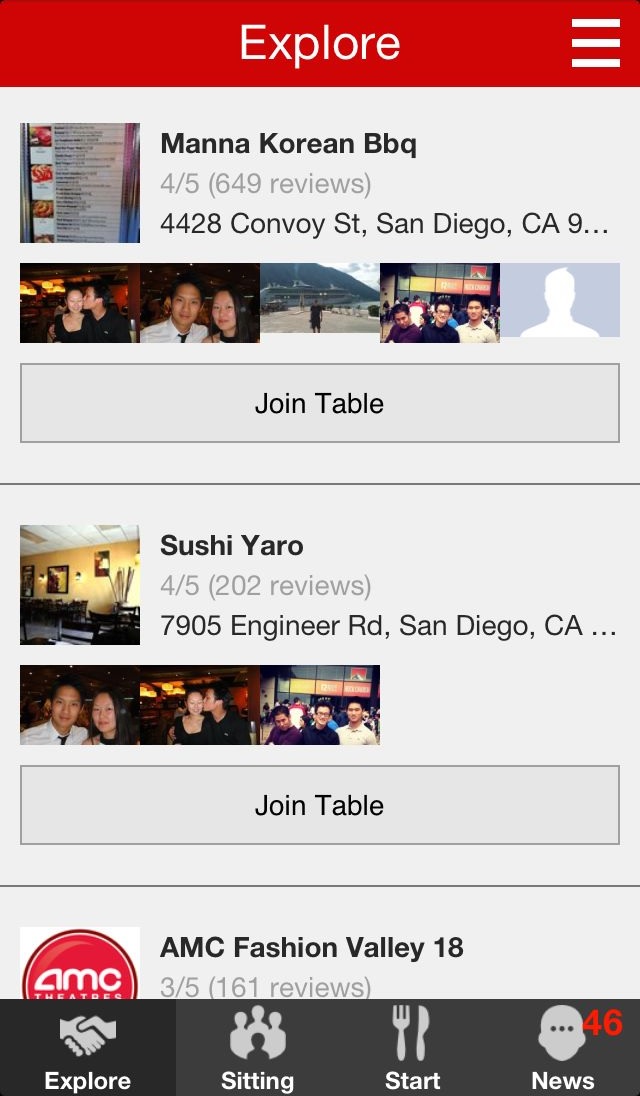 Explore
Manna Korean Bbq
4/5 (649 reviews)
4428 Convoy St, San Diego, CA 9...
Join Table
Sushi Yaro
4/5 (202 reviews)
7905 Engineer Rd, San Diego, CA ...
Join Table
AMC Fashion Valley 18
3/5 (161 reviews)
amc
THEATRES
46
Explore
Sitting
Start
News